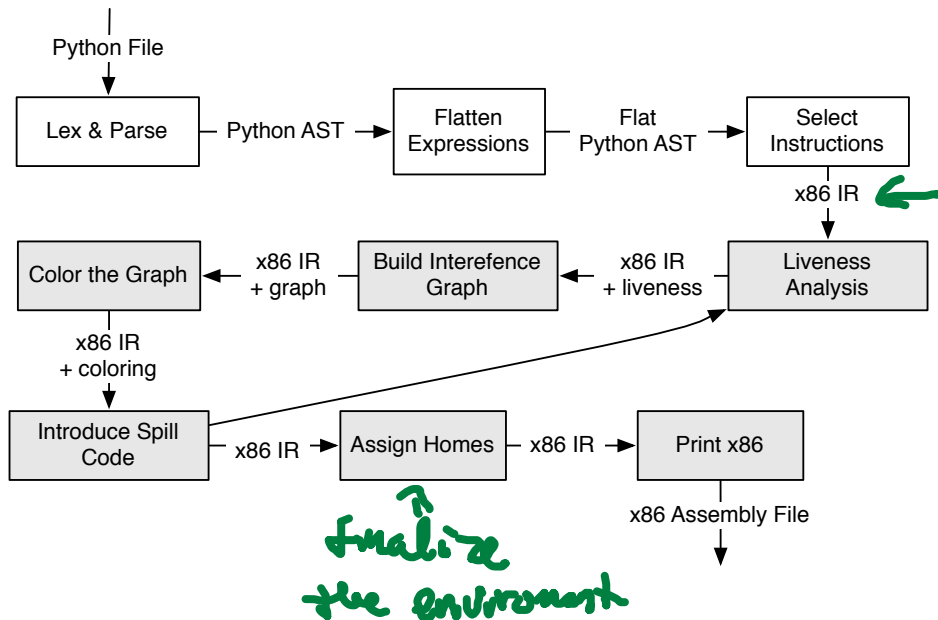 Python File
Lex & Parse
Python AST
Flatten
Expressions
Flat
Python AST
Select
Instructions
x86 IR
Color the Graph
x86 IR
+ graph
Build Interefence
Graph
x86 IR
+ liveness
Liveness
Analysis
x86 IR
+ coloring
Introduce Spill
Code
x86 IR
Assign Homes
x86 IR
Print x86
x86 Assembly File
finalize
the enviroment